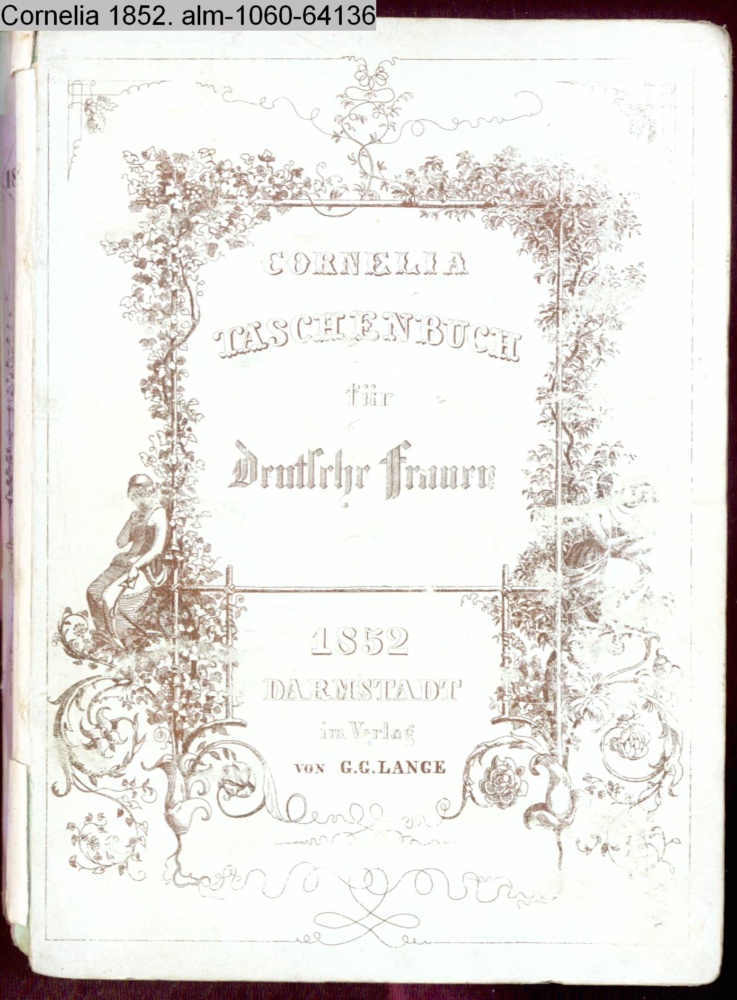 Cornelia 1852. alm-1060-64136
CORNELIA
TASCHENBUCH
für
Deutsche Frauen
1852
DARMSTADT
im Verlag
VON G.G. LANGE